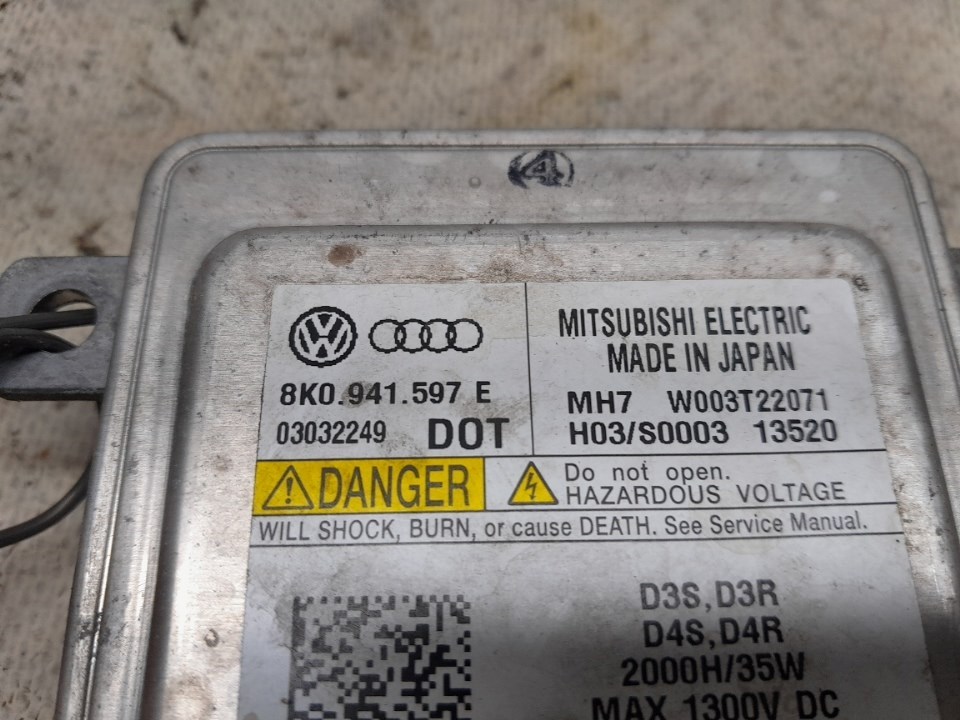 4
VW
8K0.941.597 E
03032249 DOT
MITSUBISHI ELECTRIC
MADE IN JAPAN
MH7 W003T22071
H03/S0003 13520
DANGER
Do not open.
HAZARDOUS VOLTAGE
WILL SHOCK, BURN, or cause DEATH. See Service Manual.
D3S, D3R
D4S, D4R
2000H/35W
MAX 1300V DC